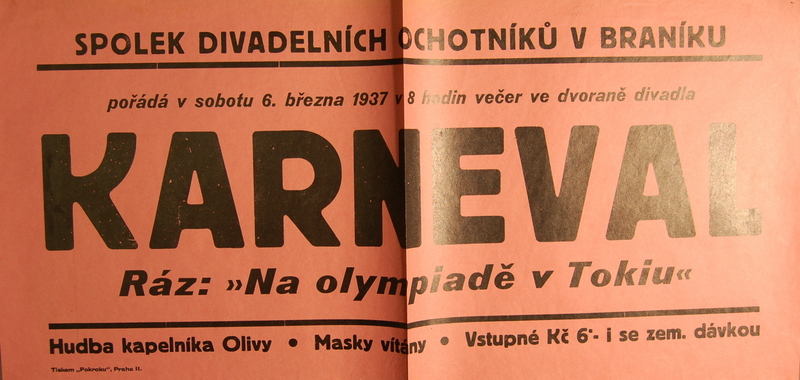 SPOLEK DIVADELNÍCH OCHOTNÍKŮ V BRANÍKU
pořádá v sobotu 6. března 1937 v 8 hodin večer ve dvoraně divadla
KARNEVAL
Ráz: »Na olympiadě v Tokiu«
Hudba kapelníka Olivy ● Masky vítány ● Vstupné Kč 6·- i se zem. dávkou
Tiskem „Pokroku", Praha II.